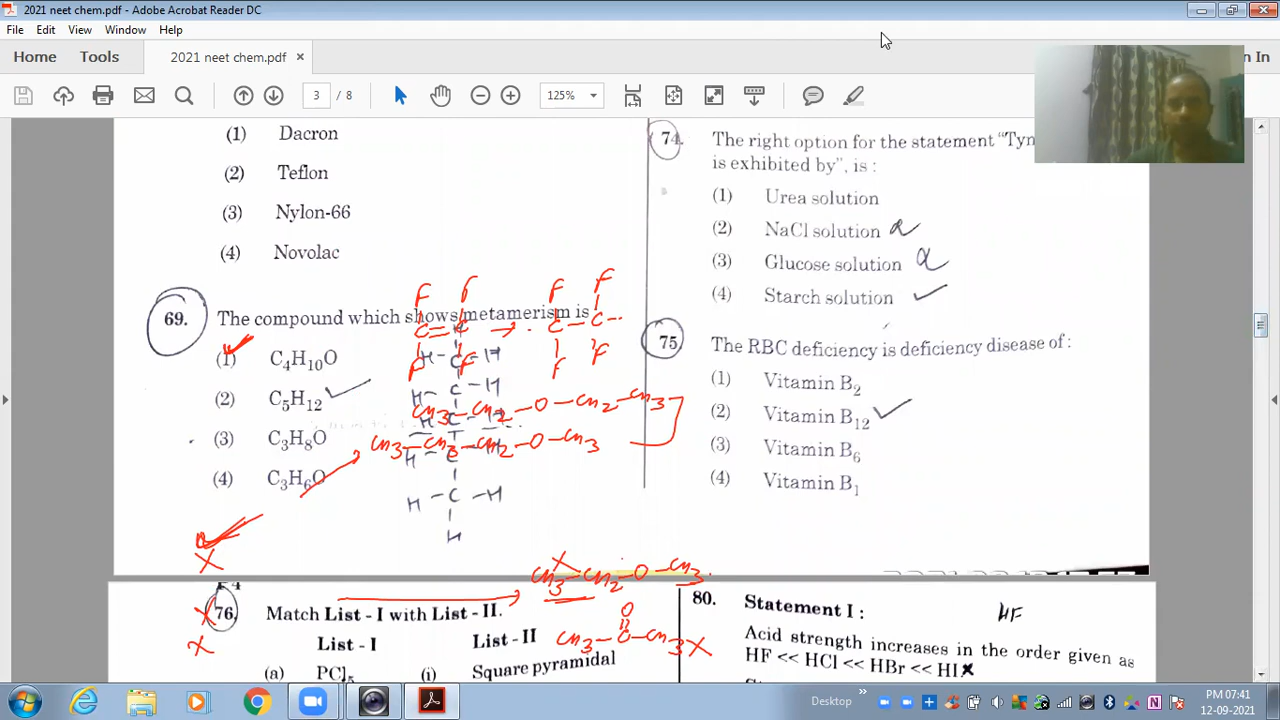 2021 neet chem.pdf - Adobe Acrobat Reader DC
File Edit View Window Help
Home Tools 2021 neet chem.pdf ×
In In
3 / 8 125%
(1) Dacron
(2) Teflon
(3) Nylon-66
(4) Novolac
69. The compound which shows metamerism is
(1) C4H10O
(2) C5H12
(3) C3H8O
(4) C3H6O
F F F F
C = C → C - C -
F F F F
H - C - H
H - C - H
H - C - H
H - C - H
H
CH3 - CH2 - O - CH2 - CH3
CH3 - CH2 - CH2 - O - CH3
X
74. The right option for the statement "Tyn
is exhibited by", is :
(1) Urea solution
(2) NaCl solution
(3) Glucose solution
(4) Starch solution
75 The RBC deficiency is deficiency disease of :
(1) Vitamin B2
(2) Vitamin B12
(3) Vitamin B6
(4) Vitamin B1
X
CH3 - CH2 - O - CH3
76. Match List - I with List - II.
List - I List - II
(a) PCl5 (i) Square pyramidal
X
X
O
CH3 - C - CH3 X
80. Statement I : HF
Acid strength increases in the order given as
HF << HCl << HBr << HI
Desktop »
PM 07:41
12-09-2021